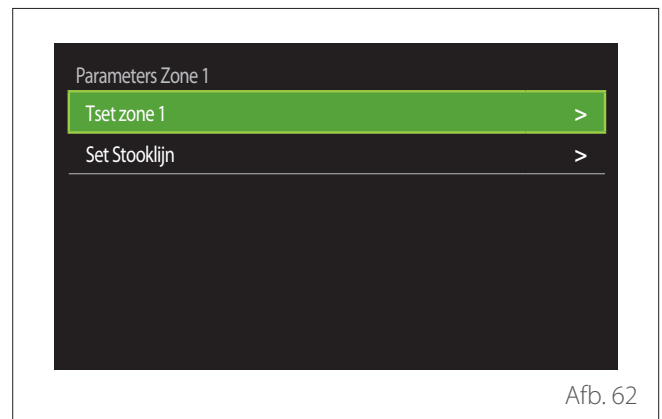 Parameters Zone 1
Tset zone 1 >
Set Stooklijn >
Afb. 62